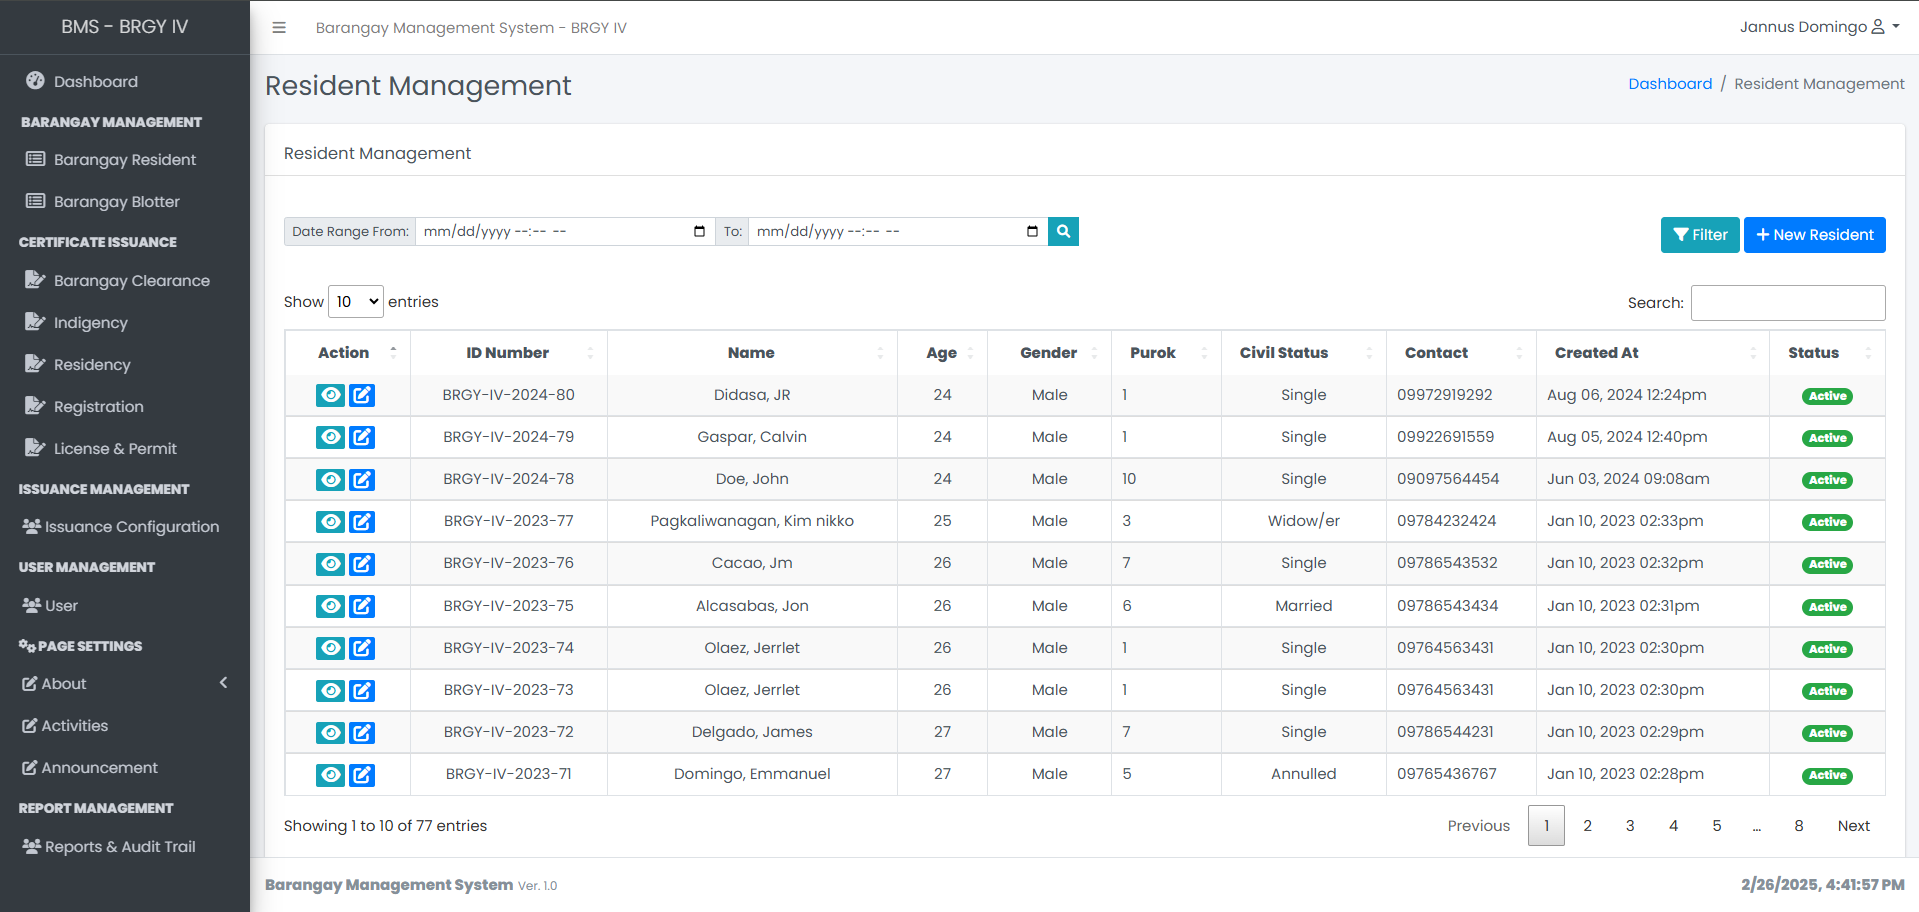 BMS - BRGY IV
Dashboard
BARANGAY MANAGEMENT
Barangay Resident
Barangay Blotter
CERTIFICATE ISSUANCE
Barangay Clearance
Indigency
Residency
Registration
License & Permit
ISSUANCE MANAGEMENT
Issuance Configuration
USER MANAGEMENT
User
PAGE SETTINGS
About
Activities
Announcement
REPORT MANAGEMENT
Reports & Audit Trail
Barangay Management System - BRGY IV
Jannus Domingo
Resident Management
Dashboard / Resident Management
Resident Management
Date Range From: mm/dd/yyyy --:-- -- To: mm/dd/yyyy --:-- --
Filter + New Resident
Show 10 entries Search:
Action ID Number Name Age Gender Purok Civil Status Contact Created At Status
BRGY-IV-2024-80 Didasa, JR 24 Male 1 Single 09972919292 Aug 06, 2024 12:24pm Active
BRGY-IV-2024-79 Gaspar, Calvin 24 Male 1 Single 09922691559 Aug 05, 2024 12:40pm Active
BRGY-IV-2024-78 Doe, John 24 Male 10 Single 09097564454 Jun 03, 2024 09:08am Active
BRGY-IV-2023-77 Pagkaliwanagan, Kim nikko 25 Male 3 Widow/er 09784232424 Jan 10, 2023 02:33pm Active
BRGY-IV-2023-76 Cacao, Jm 26 Male 7 Single 09786543532 Jan 10, 2023 02:32pm Active
BRGY-IV-2023-75 Alcasabas, Jon 26 Male 6 Married 09786543434 Jan 10, 2023 02:31pm Active
BRGY-IV-2023-74 Olaez, Jerrlet 26 Male 1 Single 09764563431 Jan 10, 2023 02:30pm Active
BRGY-IV-2023-73 Olaez, Jerrlet 26 Male 1 Single 09764563431 Jan 10, 2023 02:30pm Active
BRGY-IV-2023-72 Delgado, James 27 Male 7 Single 09786544231 Jan 10, 2023 02:29pm Active
BRGY-IV-2023-71 Domingo, Emmanuel 27 Male 5 Annulled 09765436767 Jan 10, 2023 02:28pm Active
Showing 1 to 10 of 77 entries Previous 1 2 3 4 5 … 8 Next
Barangay Management System Ver. 1.0 2/26/2025, 4:41:57 PM